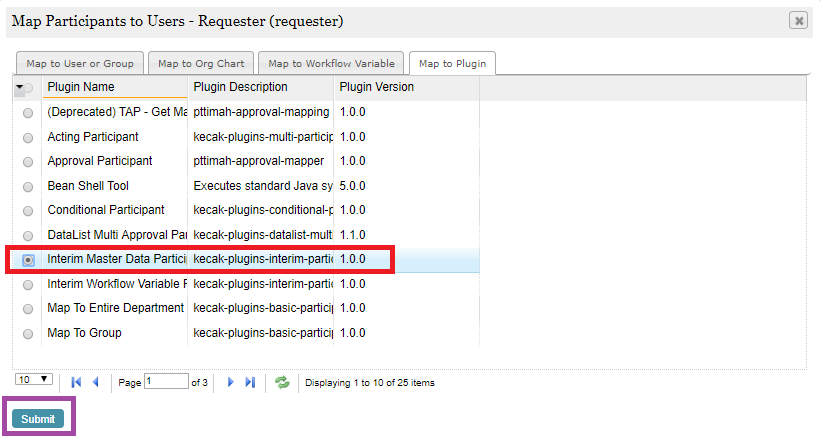 Map Participants to Users - Requester (requester)
Map to User or Group Map to Org Chart Map to Workflow Variable Map to Plugin
Plugin Name Plugin Description Plugin Version
(Deprecated) TAP - Get Ma pttimah-approval-mapping 1.0.0
Acting Participant kecak-plugins-multi-particip 1.0.0
Approval Participant pttimah-approval-mapper 1.0.0
Bean Shell Tool Executes standard Java sy 5.0.0
Conditional Participant kecak-plugins-conditional-p 1.0.0
DataList Multi Approval Par kecak-plugins-datalist-multi 1.1.0
Interim Master Data Particip kecak-plugins-interim-partic 1.0.0
Interim Workflow Variable P kecak-plugins-interim-partic 1.0.0
Map To Entire Department kecak-plugins-basic-particip 1.0.0
Map To Group kecak-plugins-basic-particip 1.0.0
10 Page 1 of 3 Displaying 1 to 10 of 25 items
Submit